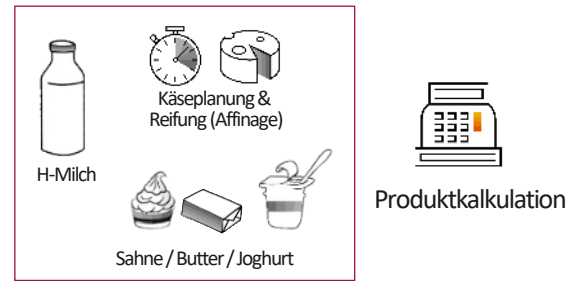 Käseplanung &
Reifung (Affinage)
H-Milch
Sahne / Butter / Joghurt
Produktkalkulation